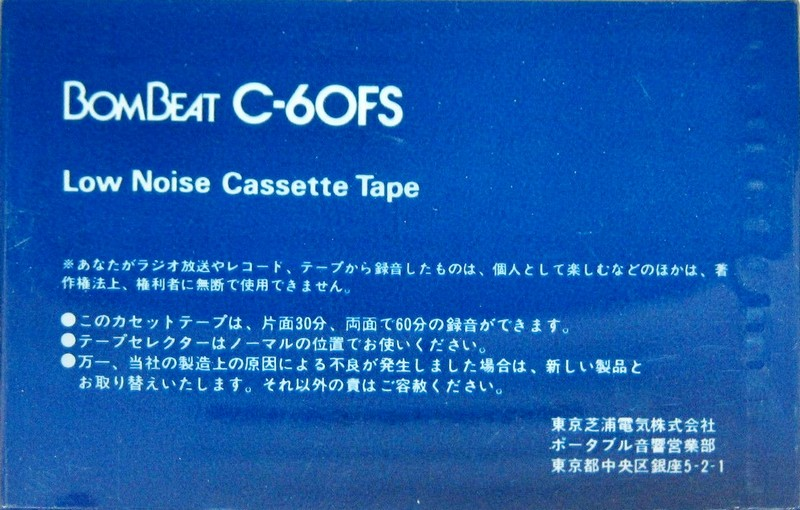 BOMBEAT C-60FS
Low Noise Cassette Tape
※あなたがラジオ放送やレコード、テープから録音したものは、個人として楽しむなどのほかは、著
作権法上、権利者に無断で使用できません。
●このカセットテープは、片面30分、両面で60分の録音ができます。
●テープセレクターはノーマルの位置でお使いください。
●万一、当社の製造上の原因による不良が発生しました場合は、新しい製品と
お取り替えいたします。それ以外の責はご容赦ください。
東京芝浦電気株式会社
ポータブル音響営業部
東京都中央区銀座5-2-1